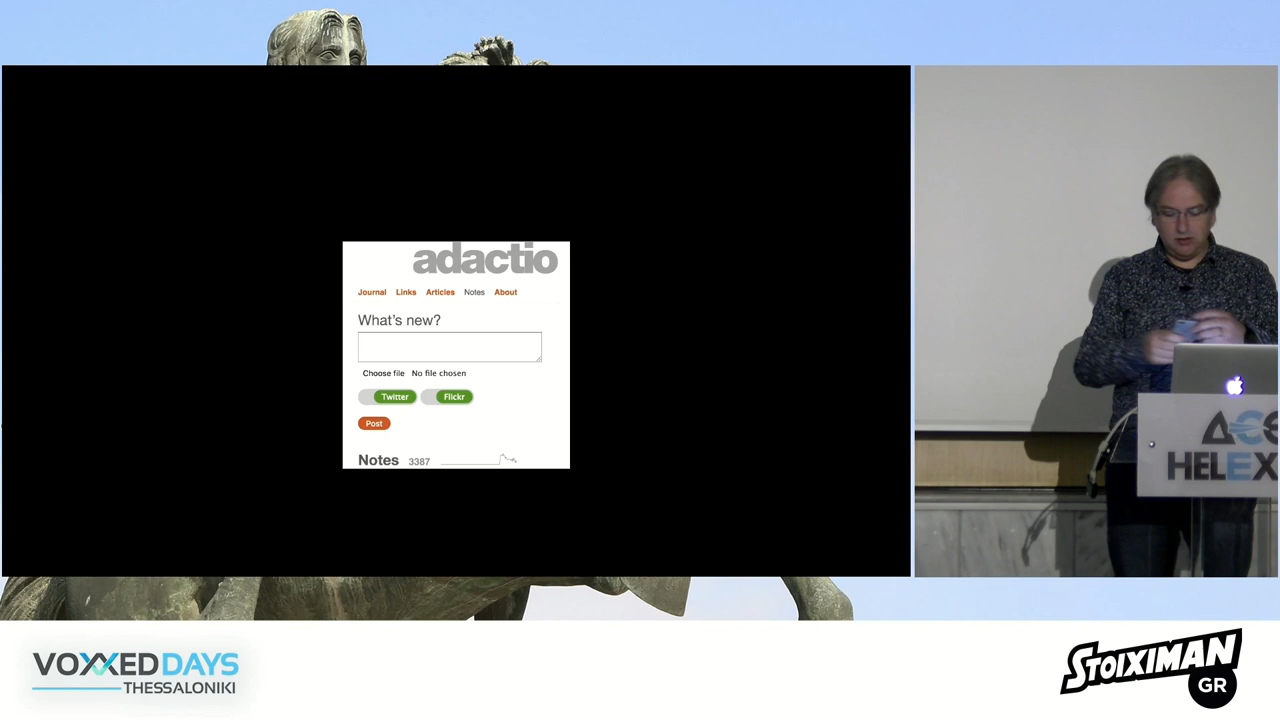 adactio
Journal Links Articles Notes About
What's new?
Choose file No file chosen
Twitter Flickr
Post
Notes 3387
HELEX
VOXXED DAYS
THESSALONIKI
STOIXIMAN
GR